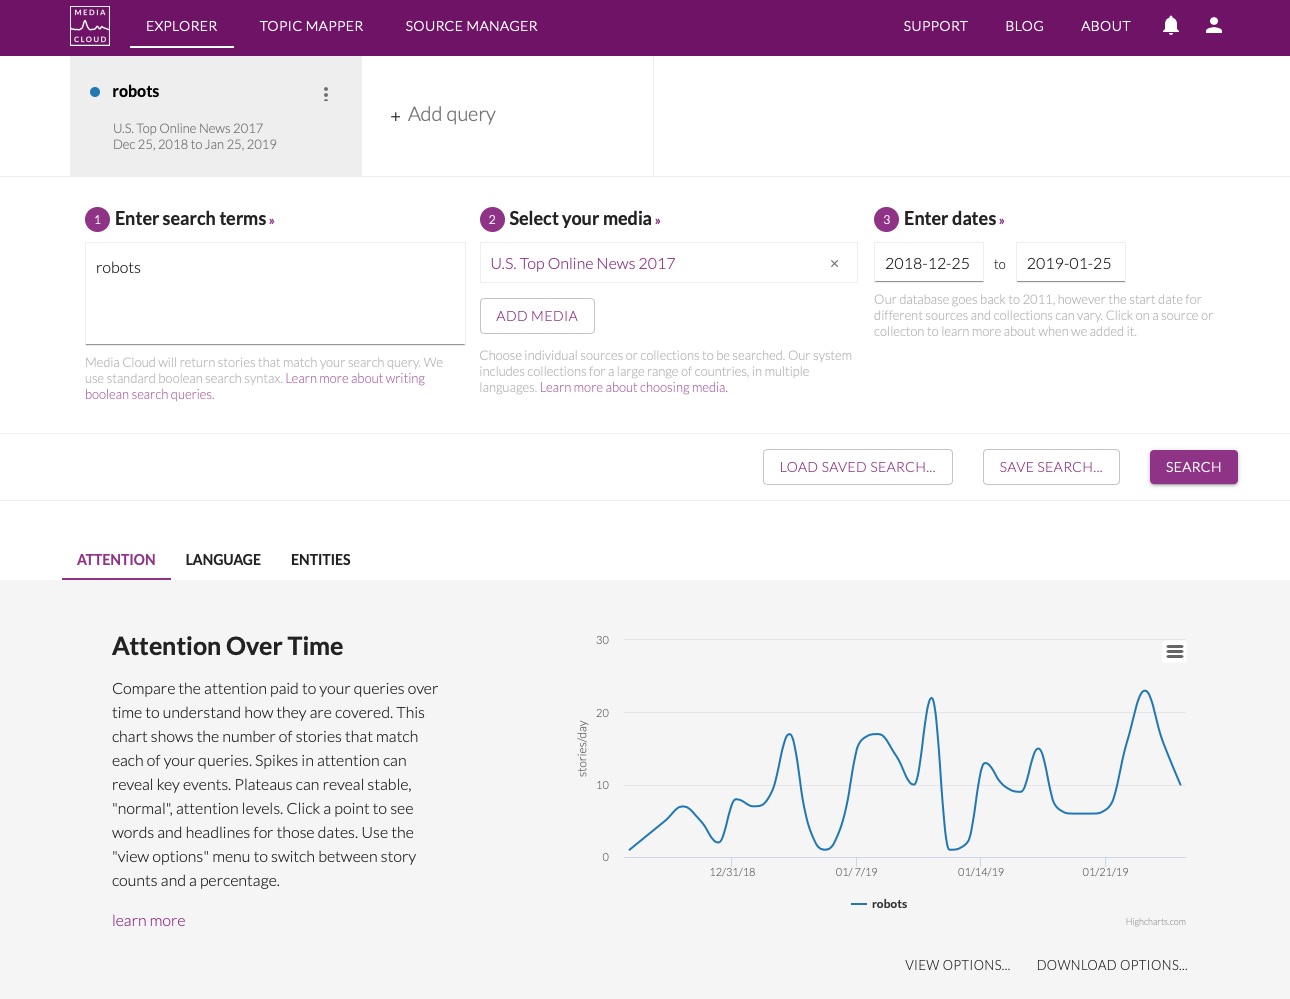 MEDIA
CLOUD
EXPLORER
TOPIC MAPPER
SOURCE MANAGER
SUPPORT
BLOG
ABOUT
robots
U.S. Top Online News 2017
Dec 25, 2018 to Jan 25, 2019
+ Add query
1 Enter search terms »
robots
Media Cloud will return stories that match your search query. We
use standard boolean search syntax. Learn more about writing
boolean search queries.
2 Select your media »
U.S. Top Online News 2017 ×
ADD MEDIA
Choose individual sources or collections to be searched. Our system
includes collections for a large range of countries, in multiple
languages. Learn more about choosing media.
3 Enter dates »
2018-12-25 to 2019-01-25
Our database goes back to 2011, however the start date for
different sources and collections can vary. Click on a source or
collecton to learn more about when we added it.
LOAD SAVED SEARCH...
SAVE SEARCH...
SEARCH
ATTENTION
LANGUAGE
ENTITIES
Attention Over Time
Compare the attention paid to your queries over
time to understand how they are covered. This
chart shows the number of stories that match
each of your queries. Spikes in attention can
reveal key events. Plateaus can reveal stable,
"normal", attention levels. Click a point to see
words and headlines for those dates. Use the
"view options" menu to switch between story
counts and a percentage.
learn more
stories/day
30
20
10
0
12/31/18
01/ 7/19
01/14/19
01/21/19
robots
Highcharts.com
VIEW OPTIONS...
DOWNLOAD OPTIONS...